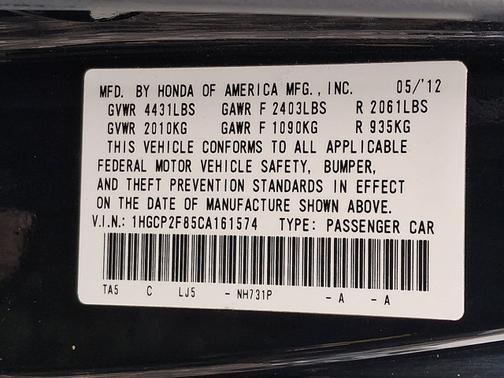 MFD. BY HONDA OF AMERICA MFG., INC. 05/'12
GVWR 4431LBS GAWR F 2403LBS R 2061LBS
GVWR 2010KG GAWR F 1090KG R 935KG
THIS VEHICLE CONFORMS TO ALL APPLICABLE
FEDERAL MOTOR VEHICLE SAFETY, BUMPER,
AND THEFT PREVENTION STANDARDS IN EFFECT
ON THE DATE OF MANUFACTURE SHOWN ABOVE.
V.I.N.: 1HGCP2F85CA161574 TYPE: PASSENGER CAR
TA5 C LJ5 - NH731P - A - A